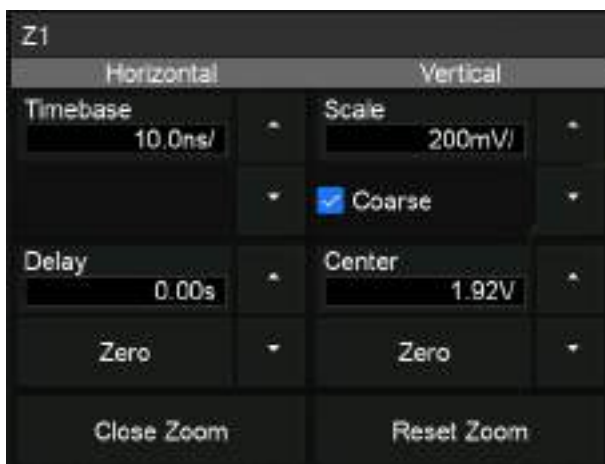 Z1
Horizontal Vertical
Timebase Scale
10.0ns/ 200mV/
Coarse
Delay Center
0.00s 1.92V
Zero Zero
Close Zoom Reset Zoom